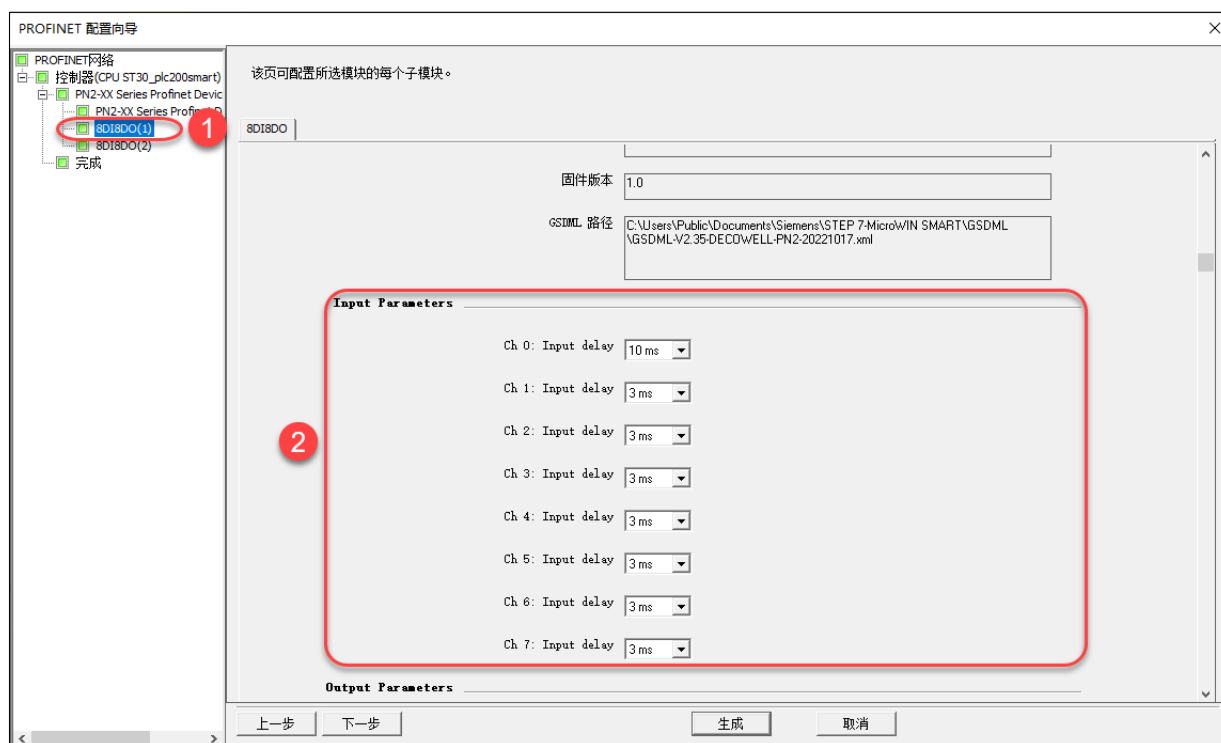 PROFINET 配置向导
PROFINET网络
控制器(CPU ST30_plc200smart)
PN2-XX Series Profinet Devic
PN2-XX Series Profinet D
8DI8DO(1)
1
8DI8DO(2)
完成
该页可配置所选模块的每个子模块。
8DI8DO
固件版本 1.0
GSDML 路径 C:\Users\Public\Documents\Siemens\STEP 7-MicroWIN SMART\GSDML
\GSDML-V2.35-DECOWELL-PN2-20221017.xml
Input Parameters
Ch 0: Input delay 10 ms
Ch 1: Input delay 3 ms
Ch 2: Input delay 3 ms
2
Ch 3: Input delay 3 ms
Ch 4: Input delay 3 ms
Ch 5: Input delay 3 ms
Ch 6: Input delay 3 ms
Ch 7: Input delay 3 ms
Output Parameters
上一步 下一步 生成 取消